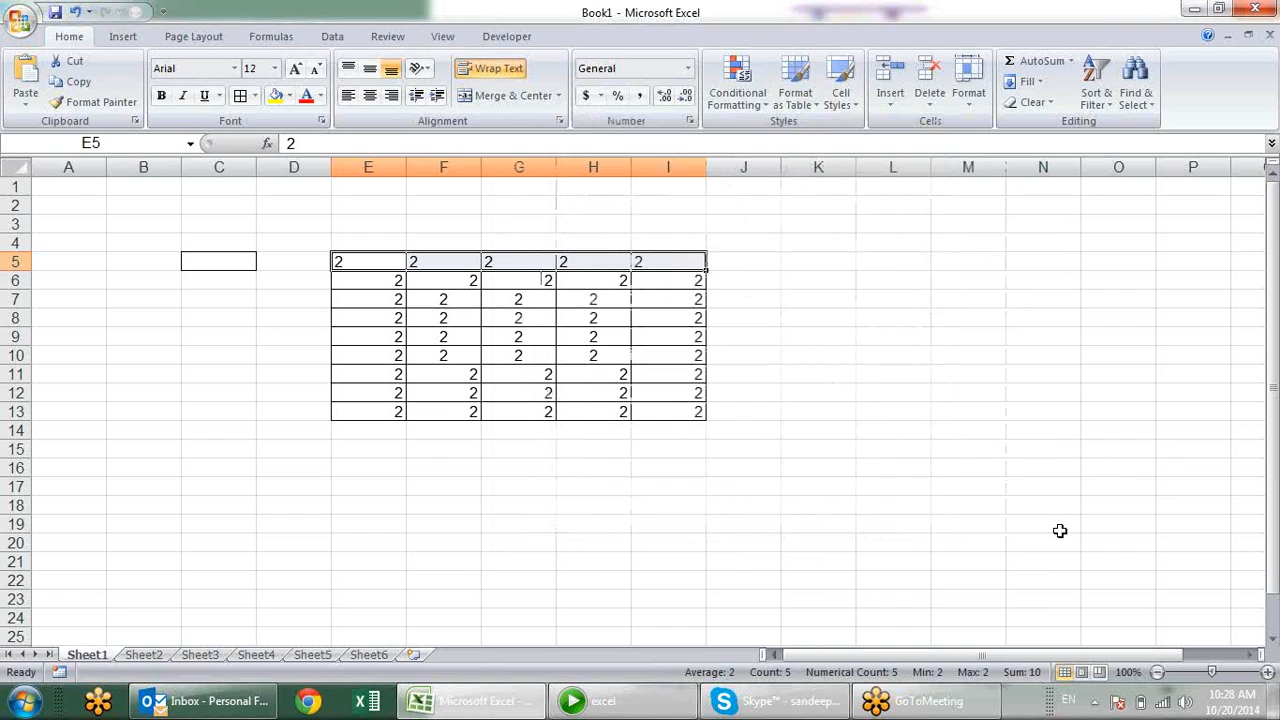 Book1 - Microsoft Excel
Home Insert Page Layout Formulas Data Review View Developer
Paste Cut Arial 12 Wrap Text General Conditional Formatting Format as Table Cell Styles Insert Delete Format AutoSum Sort & Filter Find & Select
Copy Fill
Format Painter B I U A Merge & Center $ % , Clear
Clipboard Font Alignment Number Styles Cells Editing
E5 fx 2
A B C D E F G H I J K L M N O P
1
2
3
4
5 2 2 2 2 2
6 2 2 2 2 2
7 2 2 2 2 2
8 2 2 2 2 2
9 2 2 2 2 2
10 2 2 2 2 2
11 2 2 2 2 2
12 2 2 2 2 2
13 2 2 2 2 2
14
15
16
17
18
19
20
21
22
23
24
25
Sheet1 Sheet2 Sheet3 Sheet4 Sheet5 Sheet6
Ready Average: 2 Count: 5 Numerical Count: 5 Min: 2 Max: 2 Sum: 10 100%
Inbox - Personal F... Microsoft Excel - ... excel Skype™ - sandeep... GoToMeeting EN 10:28 AM
10/20/2014